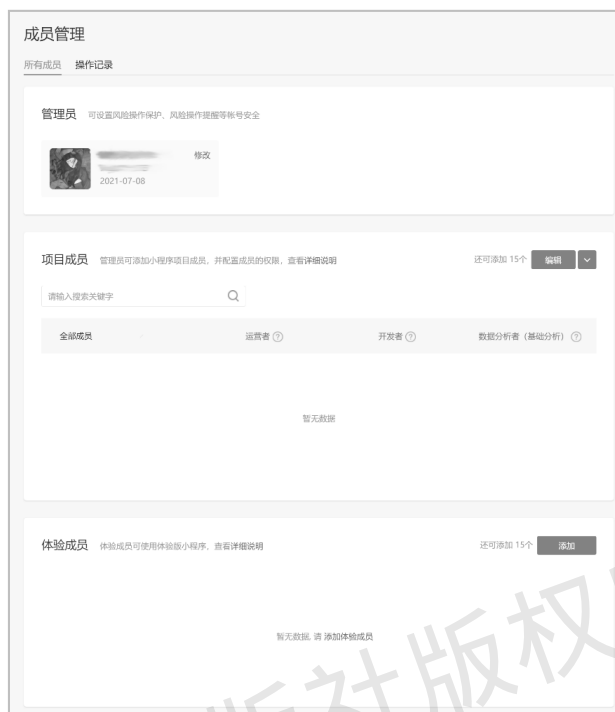 成员管理
所有成员 操作记录
管理员 可设置风险操作保护、风险操作提醒等帐号安全
修改
2021-07-08
项目成员 管理员可添加小程序项目成员，并配置成员的权限，查看详细说明 还可添加 15个 编辑
请输入搜索关键字
全部成员 运营者 ? 开发者 ? 数据分析者（基础分析） ?
暂无数据
体验成员 体验成员可使用体验版小程序，查看详细说明 还可添加 15个 添加
暂无数据, 请 添加体验成员
版社版权